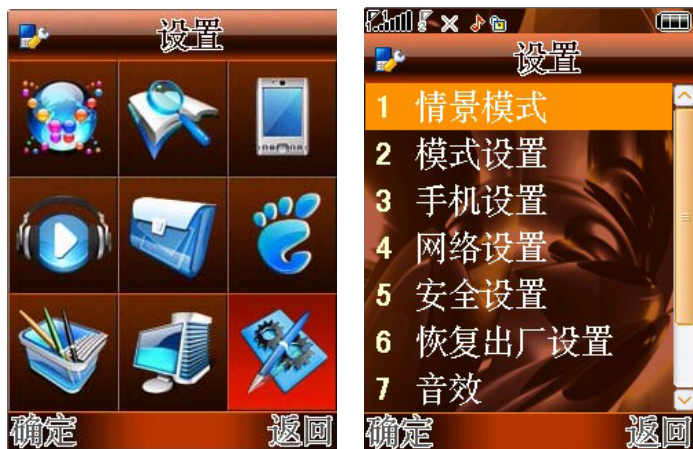 设置
确定 返回
设置
1 情景模式
2 模式设置
3 手机设置
4 网络设置
5 安全设置
6 恢复出厂设置
7 音效
确定 返回